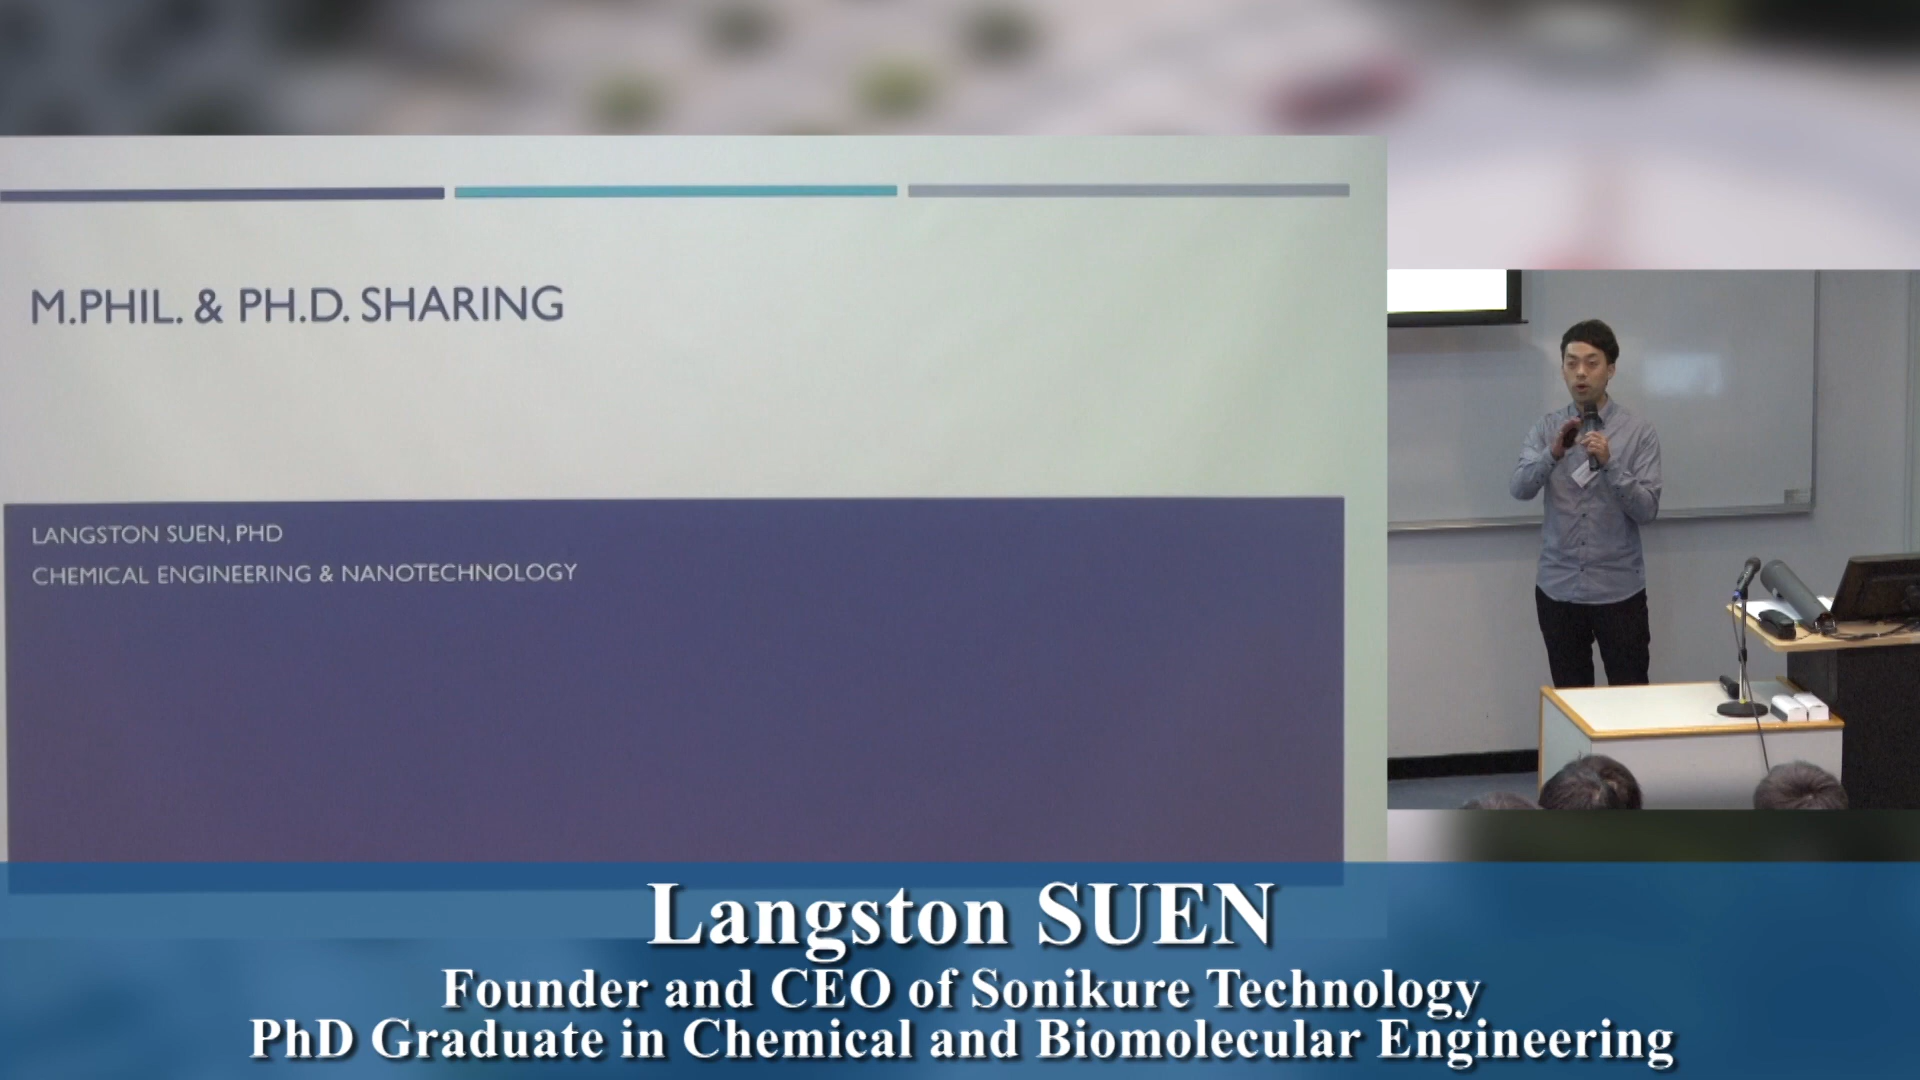 M.PHIL. & PH.D. SHARING
LANGSTON SUEN, PHD
CHEMICAL ENGINEERING & NANOTECHNOLOGY
Langston SUEN
Founder and CEO of Sonikure Technology
PhD Graduate in Chemical and Biomolecular Engineering